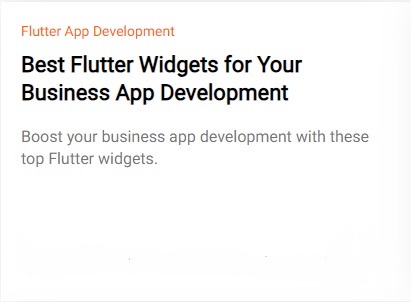 Flutter App Development
Best Flutter Widgets for Your
Business App Development
Boost your business app development with these
top Flutter widgets.